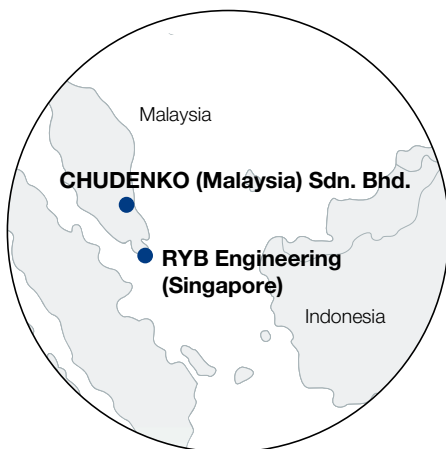 Malaysia
CHUDENKO (Malaysia) Sdn. Bhd.
RYB Engineering
(Singapore)
Indonesia